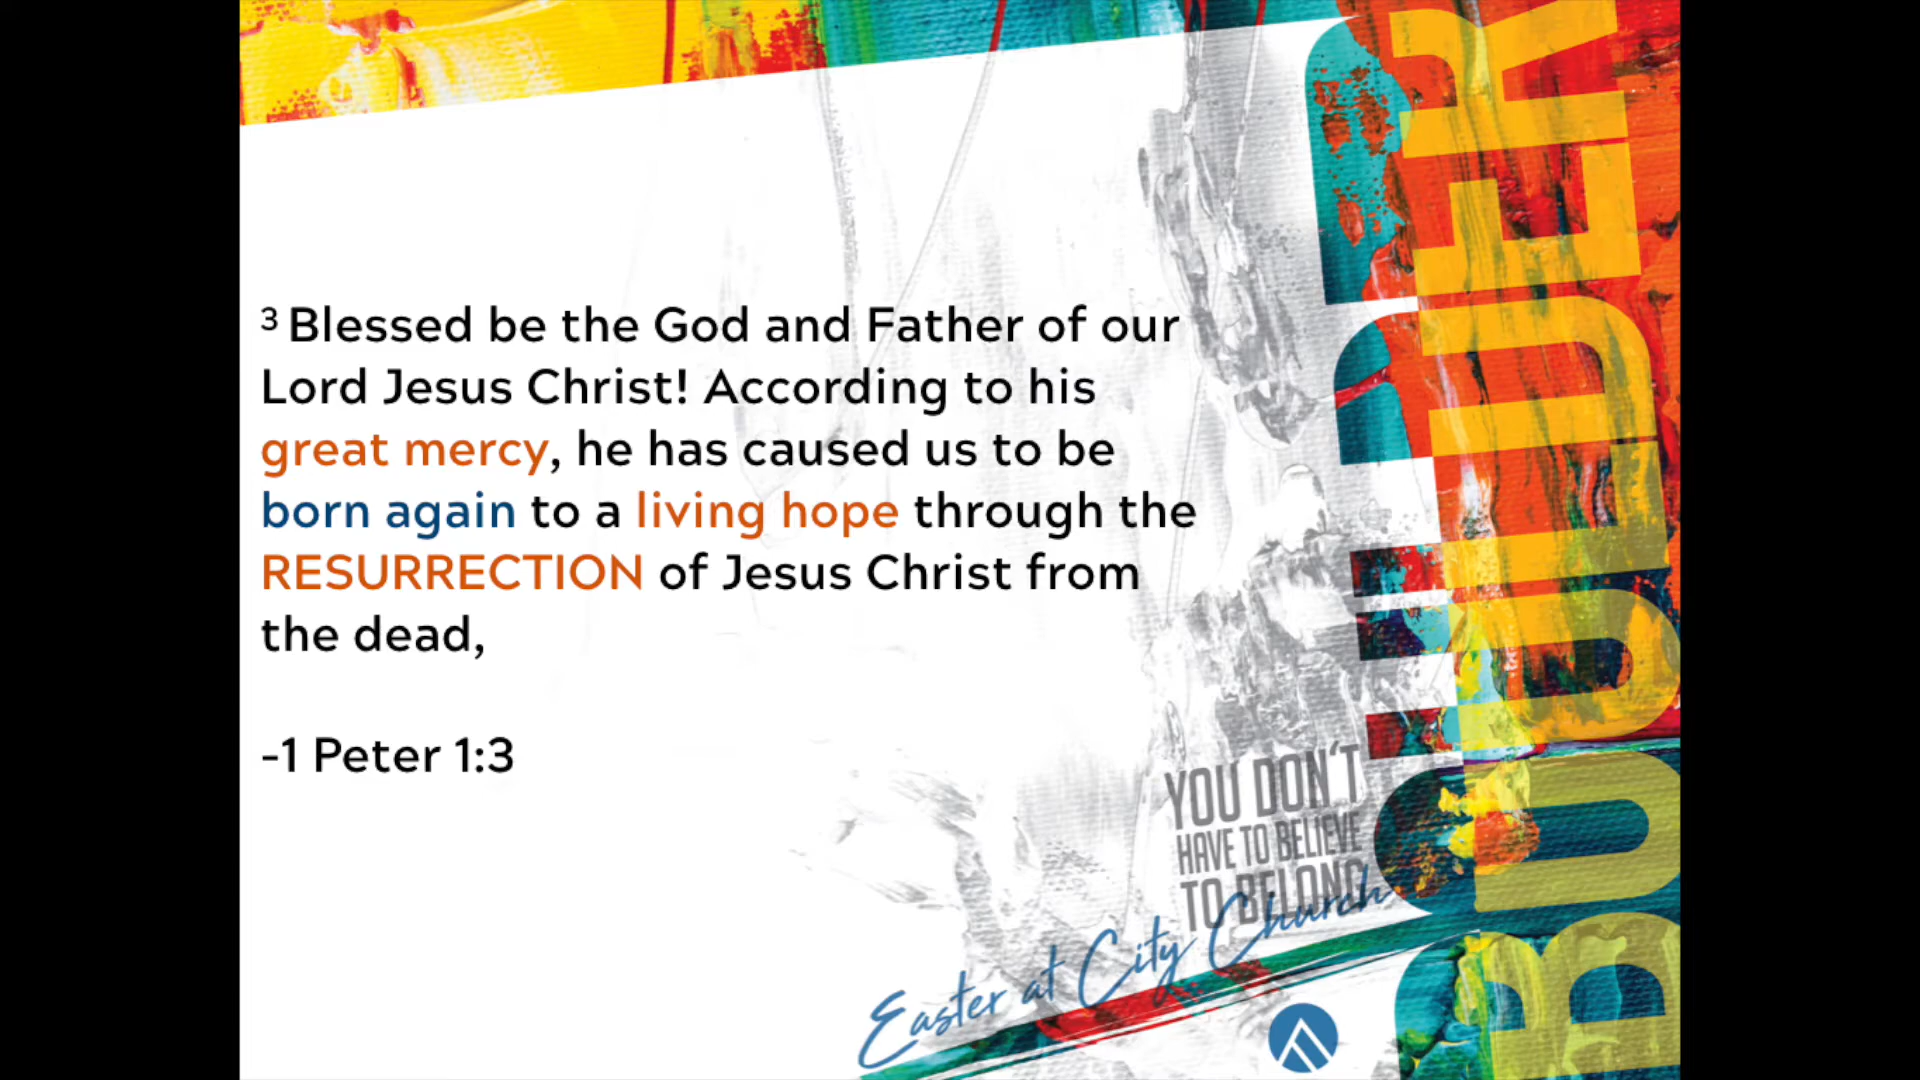 ³ Blessed be the God and Father of our
Lord Jesus Christ! According to his
great mercy, he has caused us to be
born again to a living hope through the
RESURRECTION of Jesus Christ from
the dead,
-1 Peter 1:3
YOU DON'T
HAVE TO BELIEVE
TO BELONG
Easter at City Church